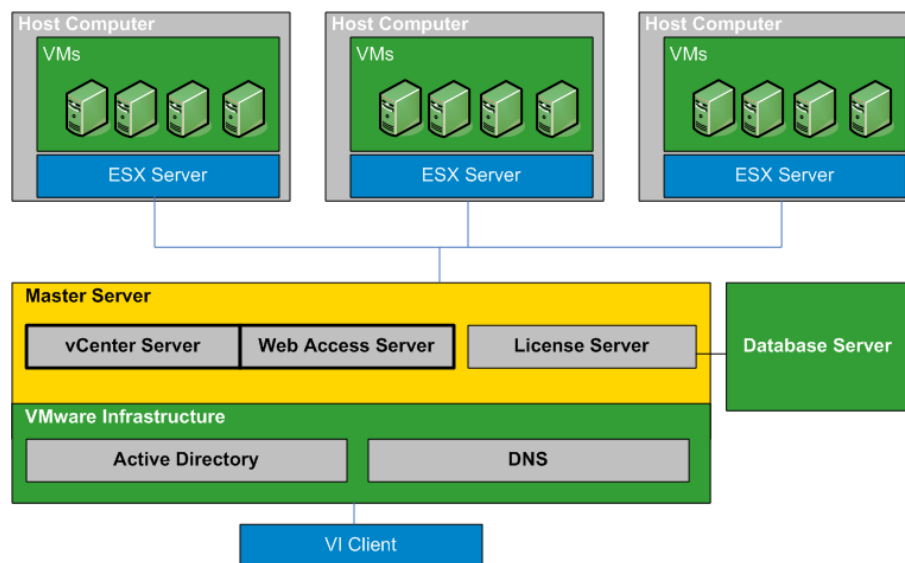 Host Computer Host Computer Host Computer
VMs VMs VMs
ESX Server ESX Server ESX Server
Master Server
vCenter Server Web Access Server License Server Database Server
VMware Infrastructure
Active Directory DNS
VI Client